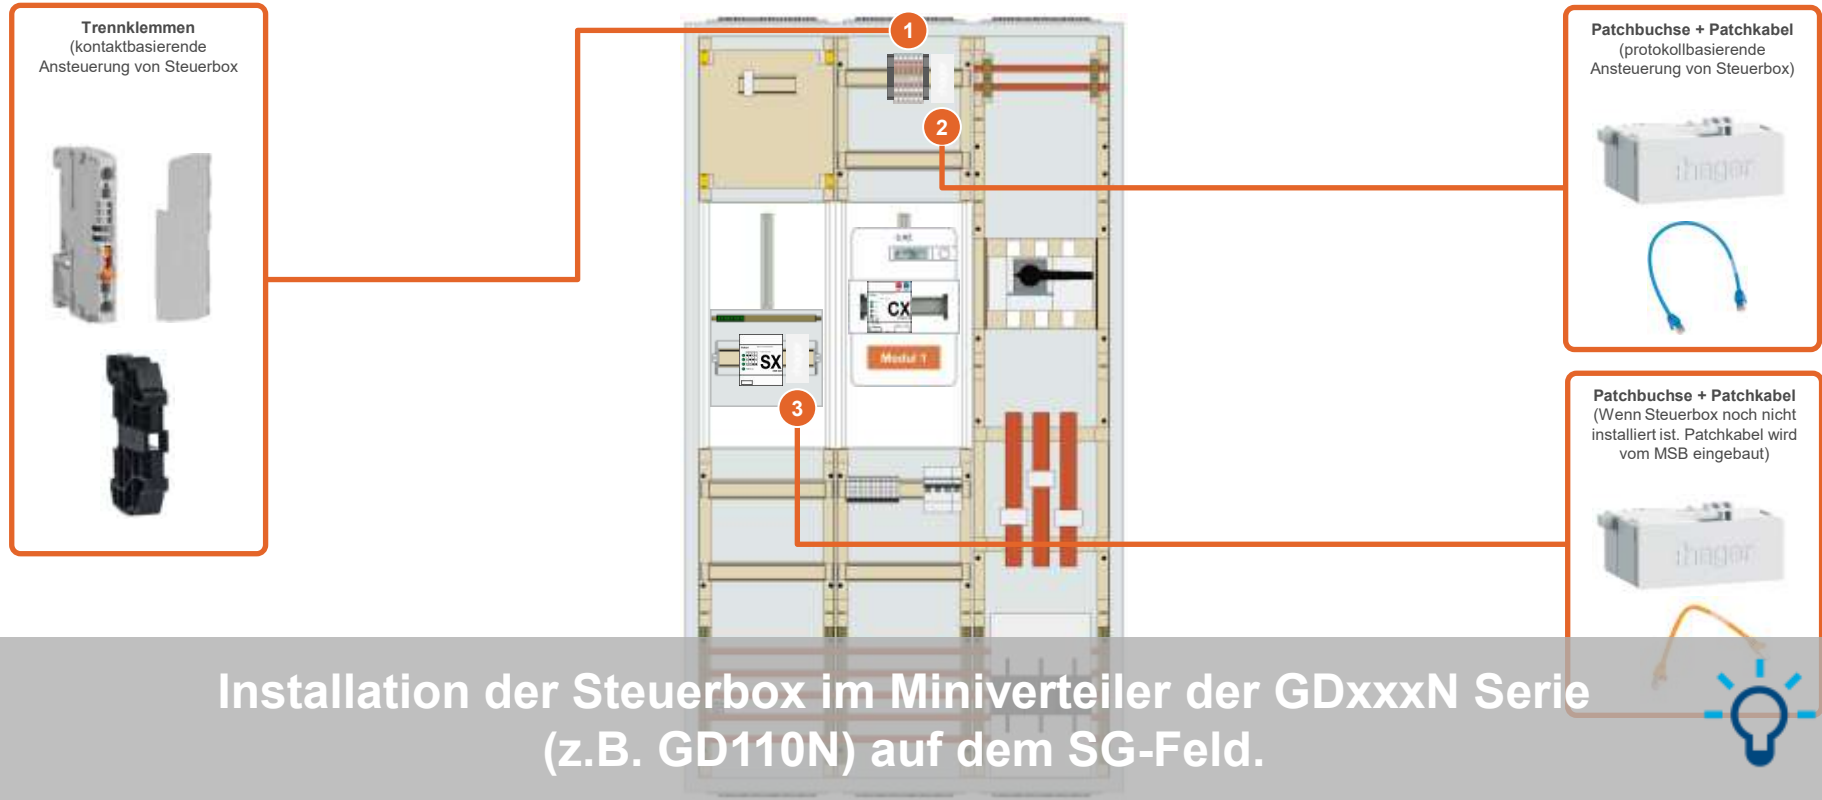 Trennklemmen
(kontaktbasierende
Ansteuerung von Steuerbox
1
2
Patchbuchse + Patchkabel
(protokollbasierende
Ansteuerung von Steuerbox)
:hager
CX
Modul 1
SX
3
Patchbuchse + Patchkabel
(Wenn Steuerbox noch nicht
installiert ist. Patchkabel wird
vom MSB eingebaut)
:hager
Installation der Steuerbox im Miniverteiler der GDxxxN Serie
(z.B. GD110N) auf dem SG-Feld.